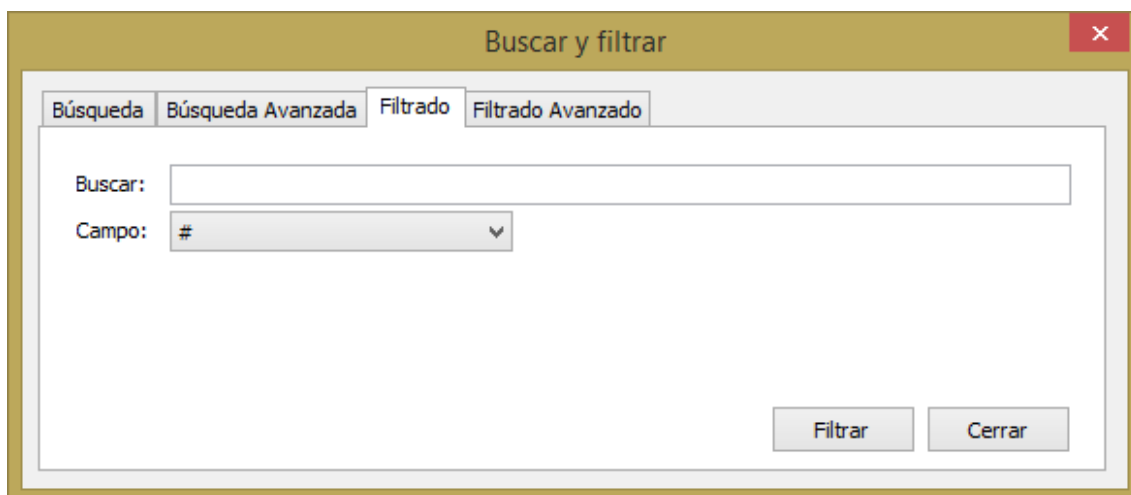 Buscar y filtrar
Búsqueda Búsqueda Avanzada Filtrado Filtrado Avanzado
Buscar:
Campo: #
Filtrar Cerrar